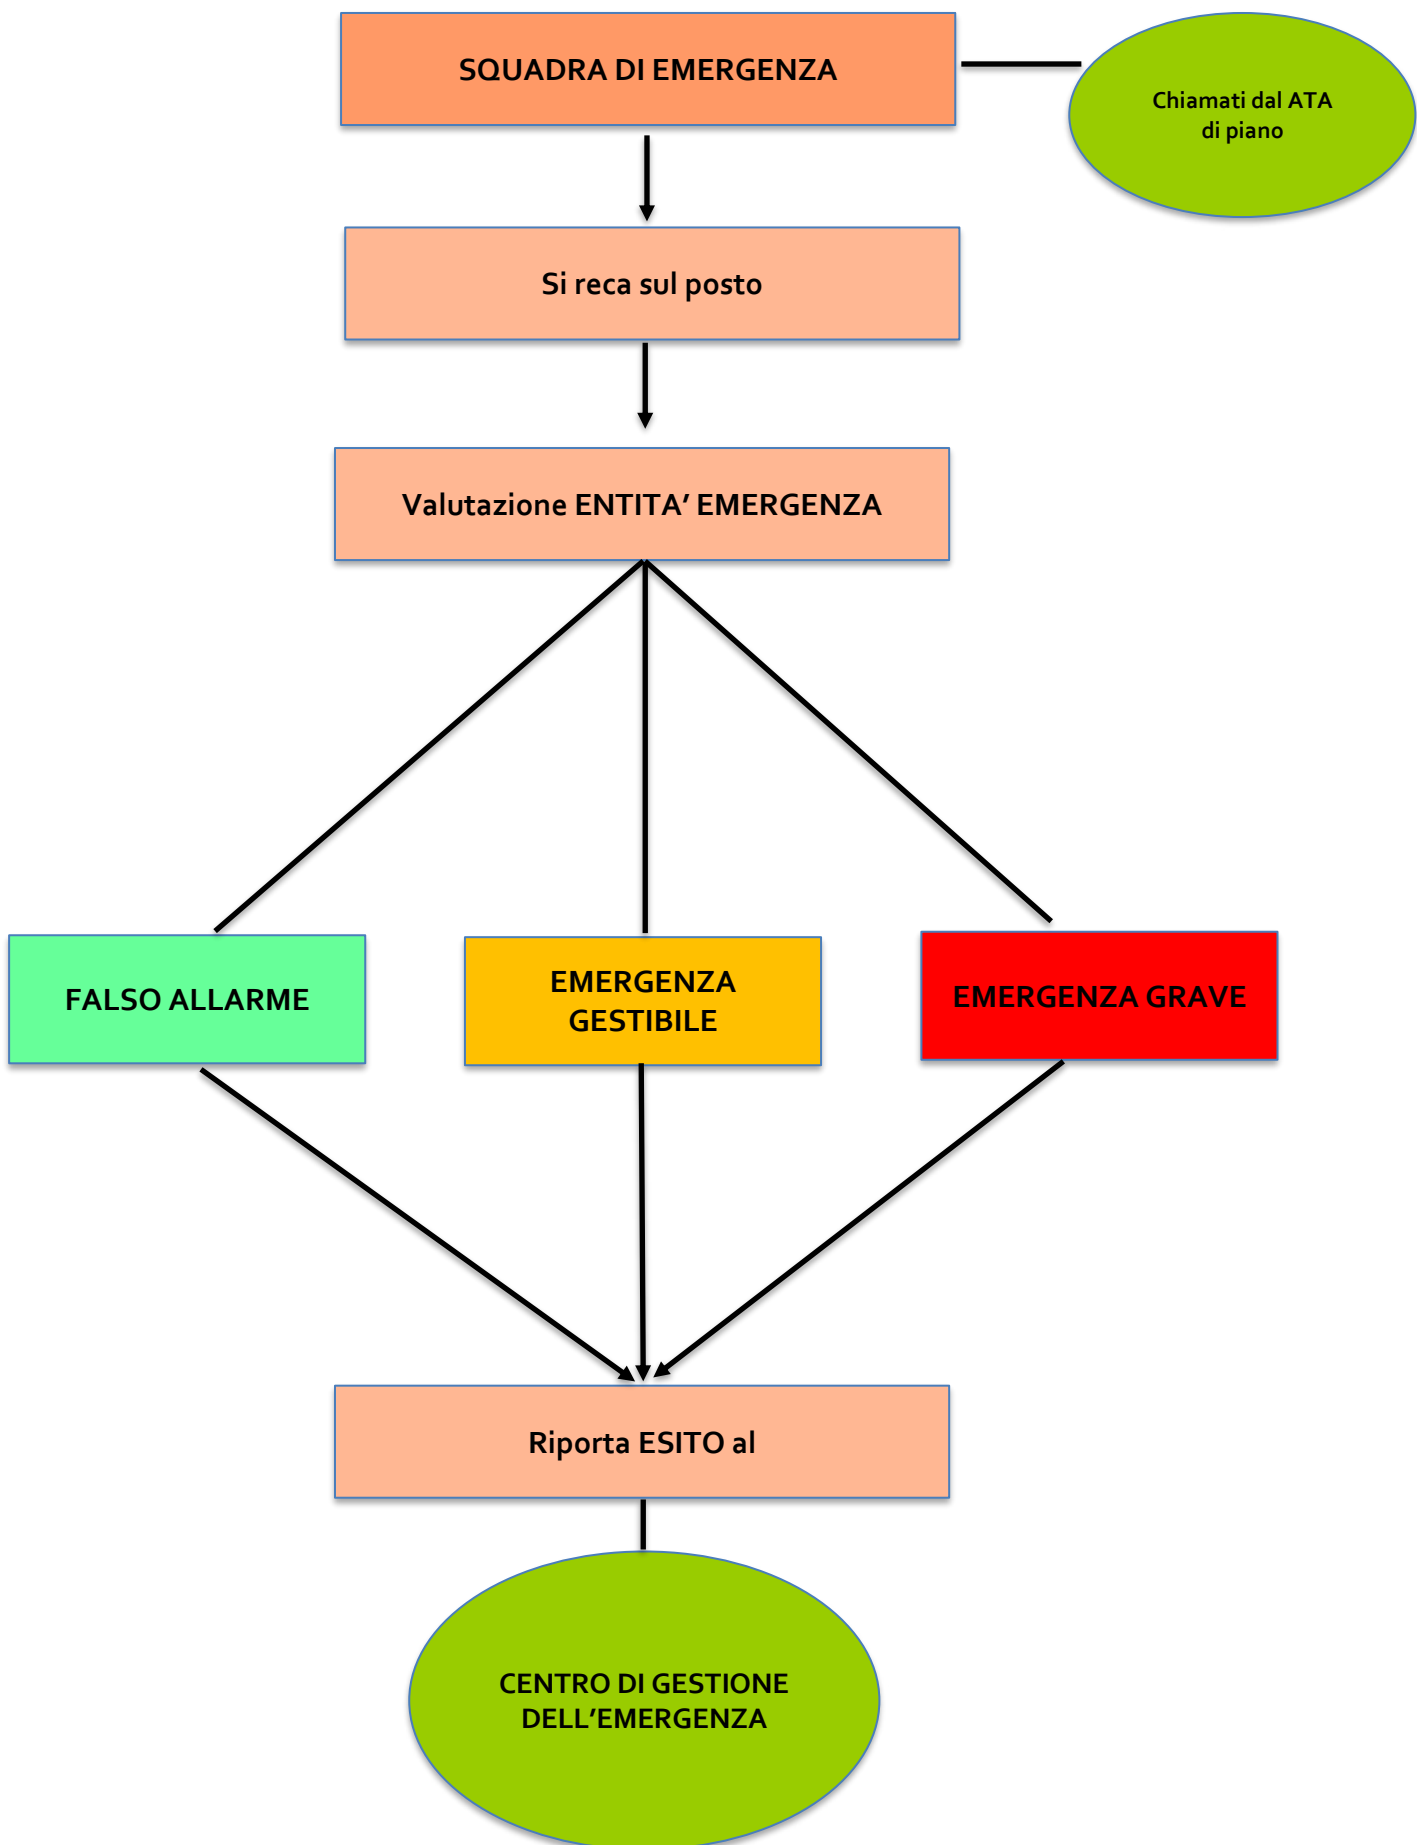 SQUADRA DI EMERGENZA
Chiamati dal ATA
di piano
Si reca sul posto
Valutazione ENTITA’ EMERGENZA
FALSO ALLARME
EMERGENZA
GESTIBILE
EMERGENZA GRAVE
Riporta ESITO al
CENTRO DI GESTIONE
DELL’EMERGENZA